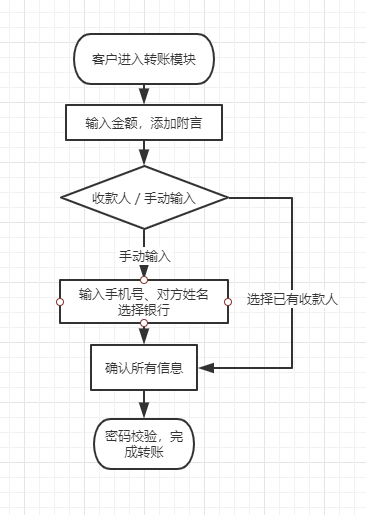 客户进入转账模块
输入金额，添加附言
收款人 / 手动输入
手动输入
输入手机号、对方姓名
选择银行
选择已有收款人
确认所有信息
密码校验，完
成转账